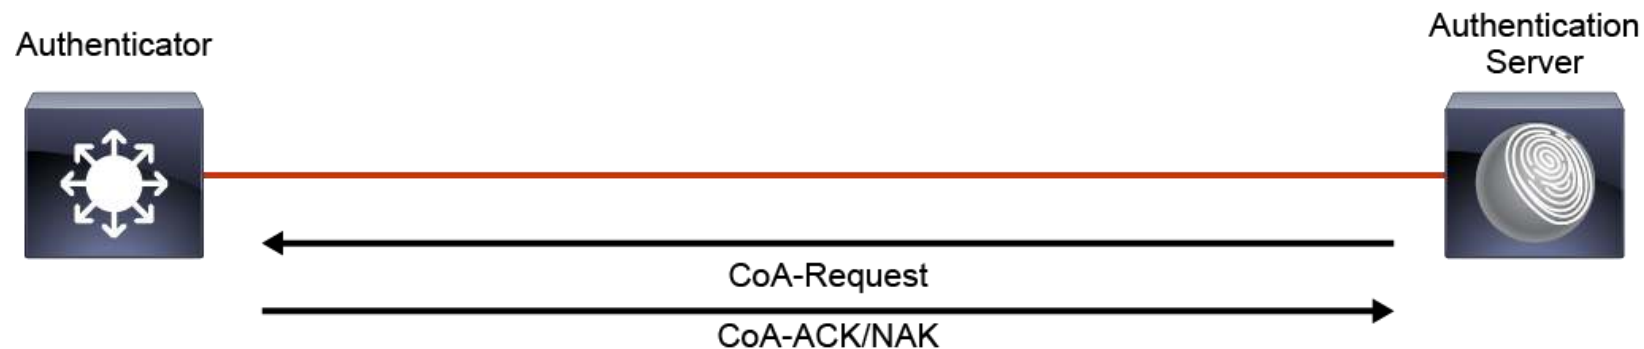 Authenticator
Authentication
Server
CoA-Request
CoA-ACK/NAK